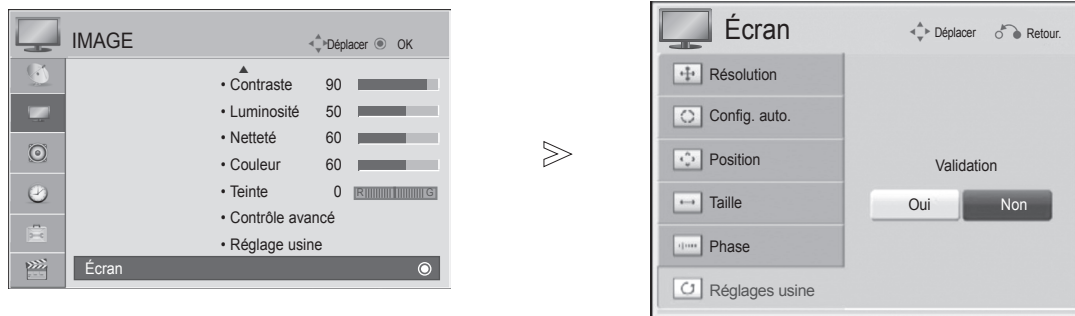 IMAGE
Déplacer OK
• Contraste 90
• Luminosité 50
• Netteté 60
• Couleur 60
• Teinte 0 R G
• Contrôle avancé
• Réglage usine
Écran
Écran
Déplacer Retour.
Résolution
Config. auto.
Position
Taille
Phase
Réglages usine
Validation
Oui Non